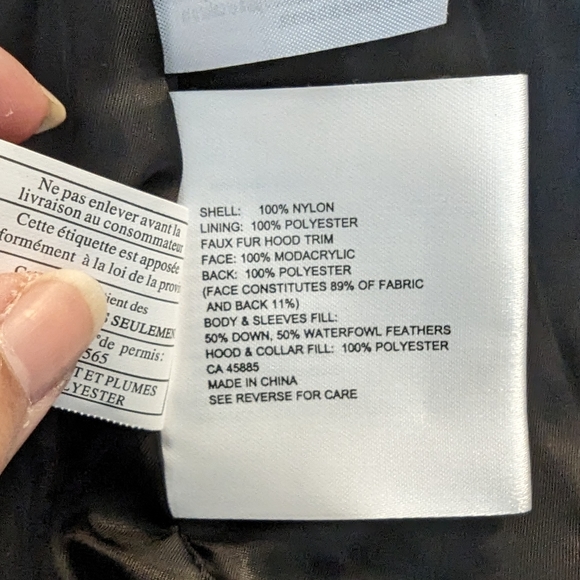 SHELL: 100% NYLON
LINING: 100% POLYESTER
FAUX FUR HOOD TRIM
FACE: 100% MODACRYLIC
BACK: 100% POLYESTER
(FACE CONSTITUTES 89% OF FABRIC
AND BACK 11%)
BODY & SLEEVES FILL:
50% DOWN, 50% WATERFOWL FEATHERS
HOOD & COLLAR FILL: 100% POLYESTER
CA 45885
MADE IN CHINA
SEE REVERSE FOR CARE
Ne pas enlever avant la
livraison au consommateur
Cette étiquette est apposée
formément à la loi de la prov
ient des
SEULEMEN
de permis:
565
T ET PLUMES
YESTER